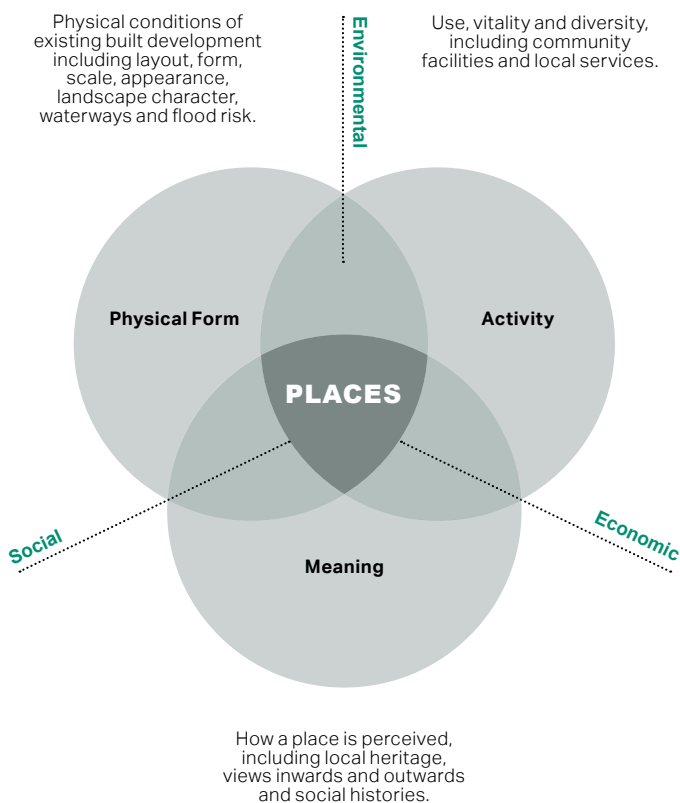 Physical conditions of
existing built development
including layout, form,
scale, appearance,
landscape character,
waterways and flood risk.
Environmental
Use, vitality and diversity,
including community
facilities and local services.
Physical Form
Activity
PLACES
Social
Economic
Meaning
How a place is perceived,
including local heritage,
views inwards and outwards
and social histories.